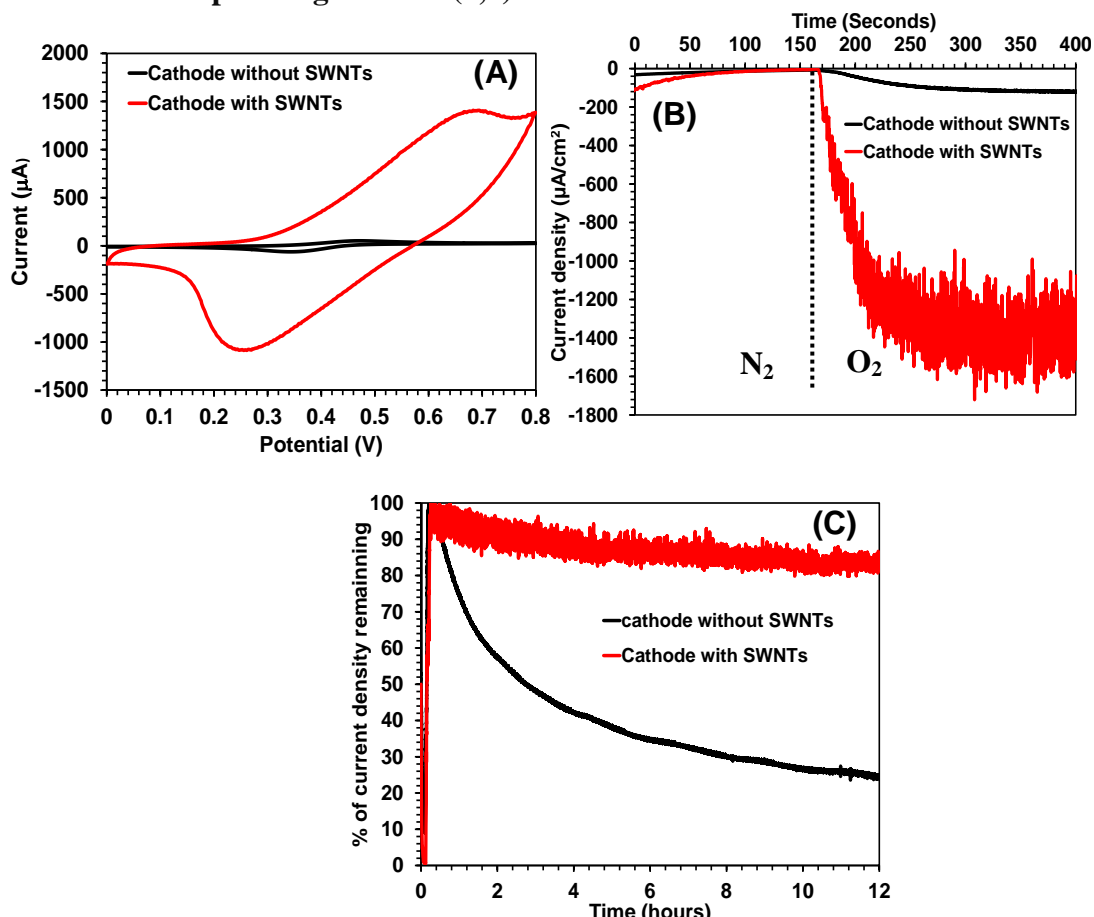 (A)
Cathode without SWNTs
Cathode with SWNTs
2000
1500
1000
500
0
-500
-1000
-1500
Current (µA)
0 0.1 0.2 0.3 0.4 0.5 0.6 0.7 0.8
Potential (V)
Time (Seconds)
0 50 100 150 200 250 300 350 400
0
-200
-400
-600
-800
-1000
-1200
-1400
-1600
-1800
Current density (µA/cm²)
(B)
Cathode without SWNTs
Cathode with SWNTs
N₂ O₂
100
90
80
70
60
50
40
30
20
10
0
% of current density remainning
(C)
cathode without SWNTs
Cathode with SWNTs
0 2 4 6 8 10 12
Time (hours)